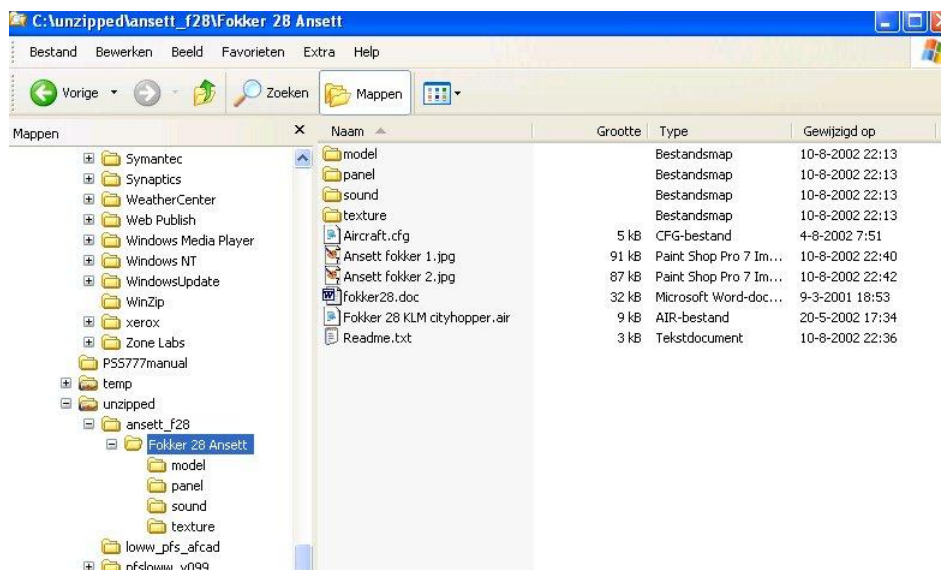 C:\unzipped\ansett_f28\Fokker 28 Ansett
Bestand Bewerken Beeld Favorieten Extra Help
Vorige Zoeken Mappen
Mappen
Naam Grootte Type Gewijzigd op
Symantec
Synaptics
WeatherCenter
Web Publish
Windows Media Player
Windows NT
WindowsUpdate
WinZip
xerox
Zone Labs
PSS777manual
temp
unzipped
ansett_f28
Fokker 28 Ansett
model
panel
sound
texture
loww_pfs_afcad
pfsloww_v099
model Bestandsmap 10-8-2002 22:13
panel Bestandsmap 10-8-2002 22:13
sound Bestandsmap 10-8-2002 22:13
texture Bestandsmap 10-8-2002 22:13
Aircraft.cfg 5 kB CFG-bestand 4-8-2002 7:51
Ansett fokker 1.jpg 91 kB Paint Shop Pro 7 Im... 10-8-2002 22:40
Ansett fokker 2.jpg 87 kB Paint Shop Pro 7 Im... 10-8-2002 22:42
fokker28.doc 32 kB Microsoft Word-doc... 9-3-2001 18:53
Fokker 28 KLM cityhopper.air 9 kB AIR-bestand 20-5-2002 17:34
Readme.txt 3 kB Tekstdocument 10-8-2002 22:36